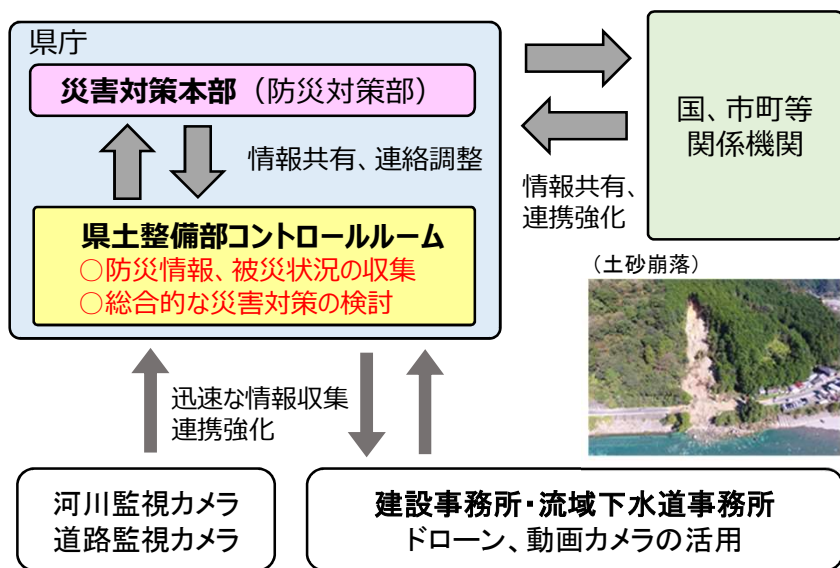 県庁
災害対策本部（防災対策部）
情報共有、連絡調整
県土整備部コントロールルーム
○防災情報、被災状況の収集
○総合的な災害対策の検討
国、市町等
関係機関
情報共有、
連携強化
（土砂崩落）
迅速な情報収集
連携強化
河川監視カメラ
道路監視カメラ
建設事務所・流域下水道事務所
ドローン、動画カメラの活用